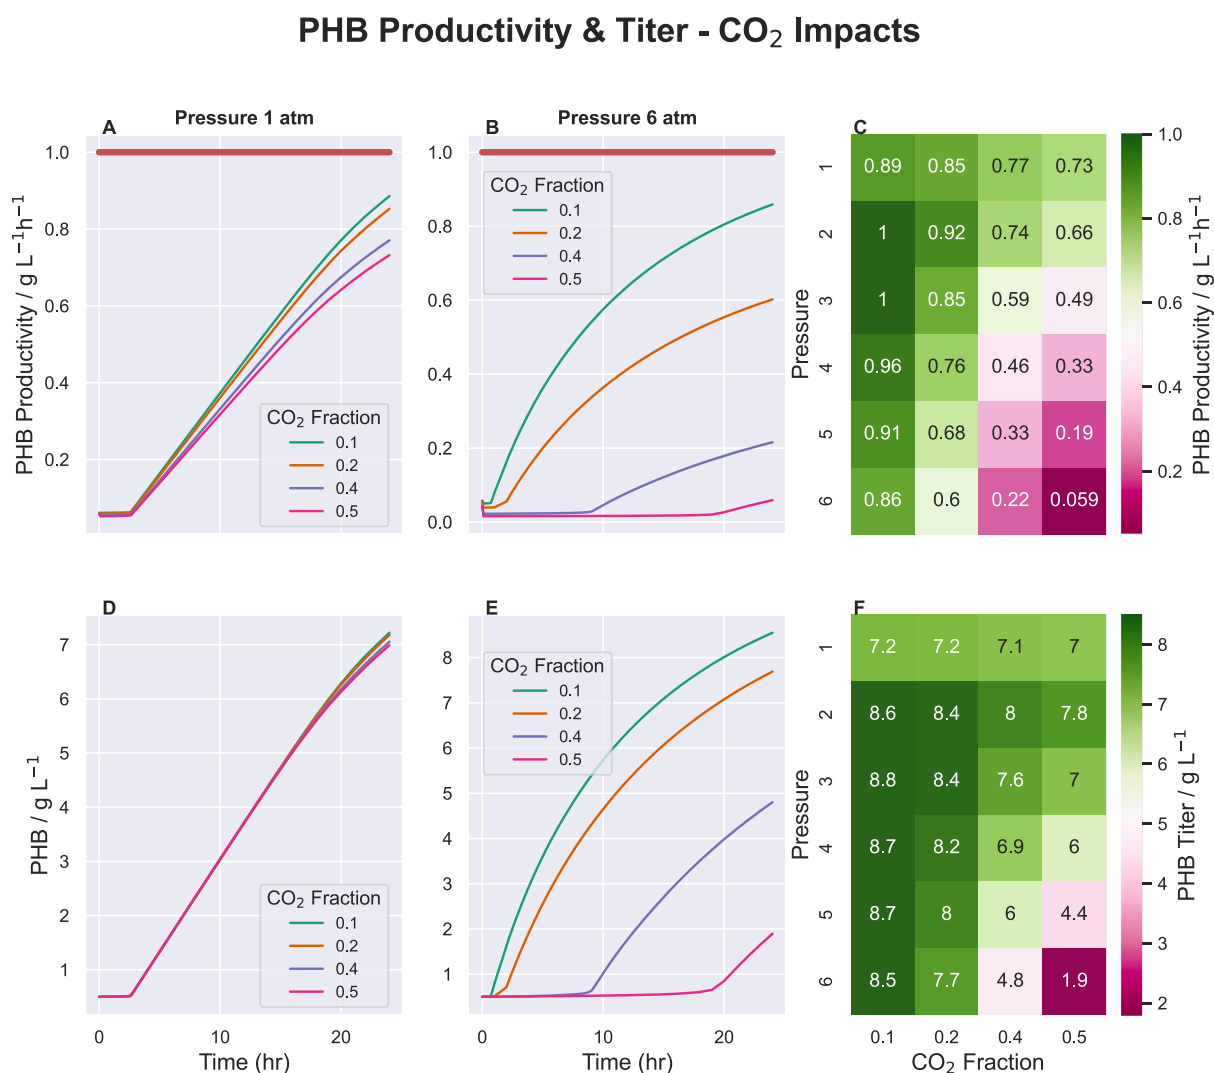 PHB Productivity & Titer - CO₂ Impacts
A
Pressure 1 atm
PHB Productivity / g L⁻¹h⁻¹
1.0
0.8
0.6
0.4
0.2
CO₂ Fraction
0.1
0.2
0.4
0.5
B
Pressure 6 atm
1.0
0.8
0.6
0.4
0.2
0.0
CO₂ Fraction
0.1
0.2
0.4
0.5
C
Pressure
1
2
3
4
5
6
0.89 0.85 0.77 0.73
1 0.92 0.74 0.66
1 0.85 0.59 0.49
0.96 0.76 0.46 0.33
0.91 0.68 0.33 0.19
0.86 0.6 0.22 0.059
1.0
0.8
0.6
0.4
0.2
PHB Productivity / g L⁻¹h⁻¹
D
PHB / g L⁻¹
7
6
5
4
3
2
1
CO₂ Fraction
0.1
0.2
0.4
0.5
0 10 20
Time (hr)
E
8
7
6
5
4
3
2
1
CO₂ Fraction
0.1
0.2
0.4
0.5
0 10 20
Time (hr)
F
Pressure
1
2
3
4
5
6
7.2 7.2 7.1 7
8.6 8.4 8 7.8
8.8 8.4 7.6 7
8.7 8.2 6.9 6
8.7 8 6 4.4
8.5 7.7 4.8 1.9
0.1 0.2 0.4 0.5
CO₂ Fraction
8
7
6
5
4
3
2
PHB Titer / g L⁻¹